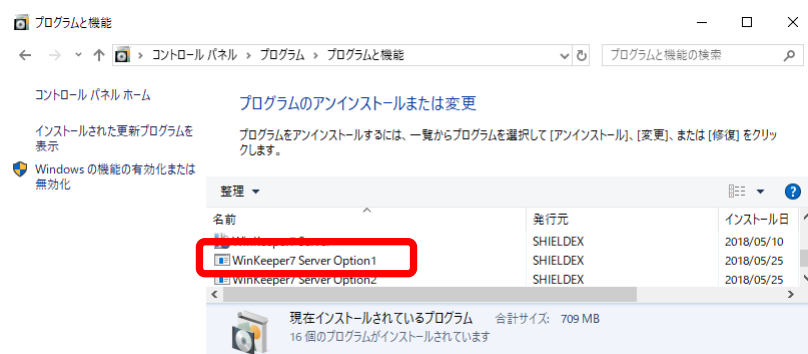 プログラムと機能
コントロール パネル › プログラム › プログラムと機能
プログラムと機能の検索
コントロール パネル ホーム
インストールされた更新プログラムを
表示
Windows の機能の有効化または
無効化
プログラムのアンインストールまたは変更
プログラムをアンインストールするには、一覧からプログラムを選択して [アンインストール]、[変更]、または [修復] をクリッ
クします。
整理
名前 発行元 インストール日
WinKeeper7 Server SHIELDEX 2018/05/10
WinKeeper7 Server Option1 SHIELDEX 2018/05/25
WinKeeper7 Server Option2 SHIELDEX 2018/05/25
現在インストールされているプログラム 合計サイズ: 709 MB
16 個のプログラムがインストールされています